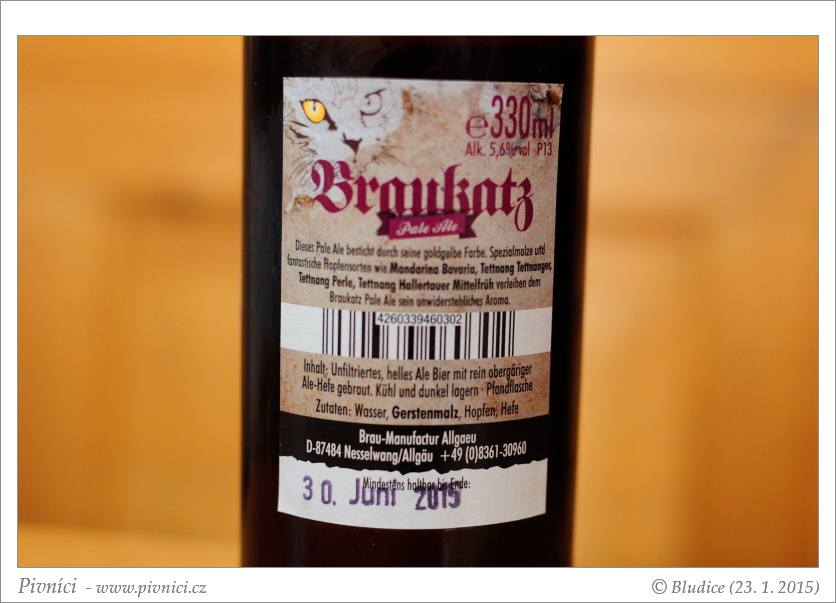 ℮330ml
Alk. 5,6% vol P13
Braukatz
Pale Ale
Dieses Pale Ale besticht durch seine goldgelbe Farbe. Spezialmalze und
fantastische Hopfensorten wie Mandarina Bavaria, Tettnang Tettnanger,
Tettnang Perle, Tettnang Hallertauer Mittelfrüh verleihen dem
Braukatz Pale Ale sein unwiderstehliches Aroma.
4260339460302
Inhalt: Unfiltriertes, helles Ale Bier mit rein obergäriger
Ale-Hefe gebraut. Kühl und dunkel lagern · Pfandflasche
Zutaten: Wasser, Gerstenmalz, Hopfen, Hefe
Brau-Manufactur Allgaeu
D-87484 Nesselwang/Allgäu +49 (0)8361-30960
Mindestens haltbar bis Ende:
30. Juni 2015
Pivníci - www.pivnici.cz
© Bludice (23. 1. 2015)